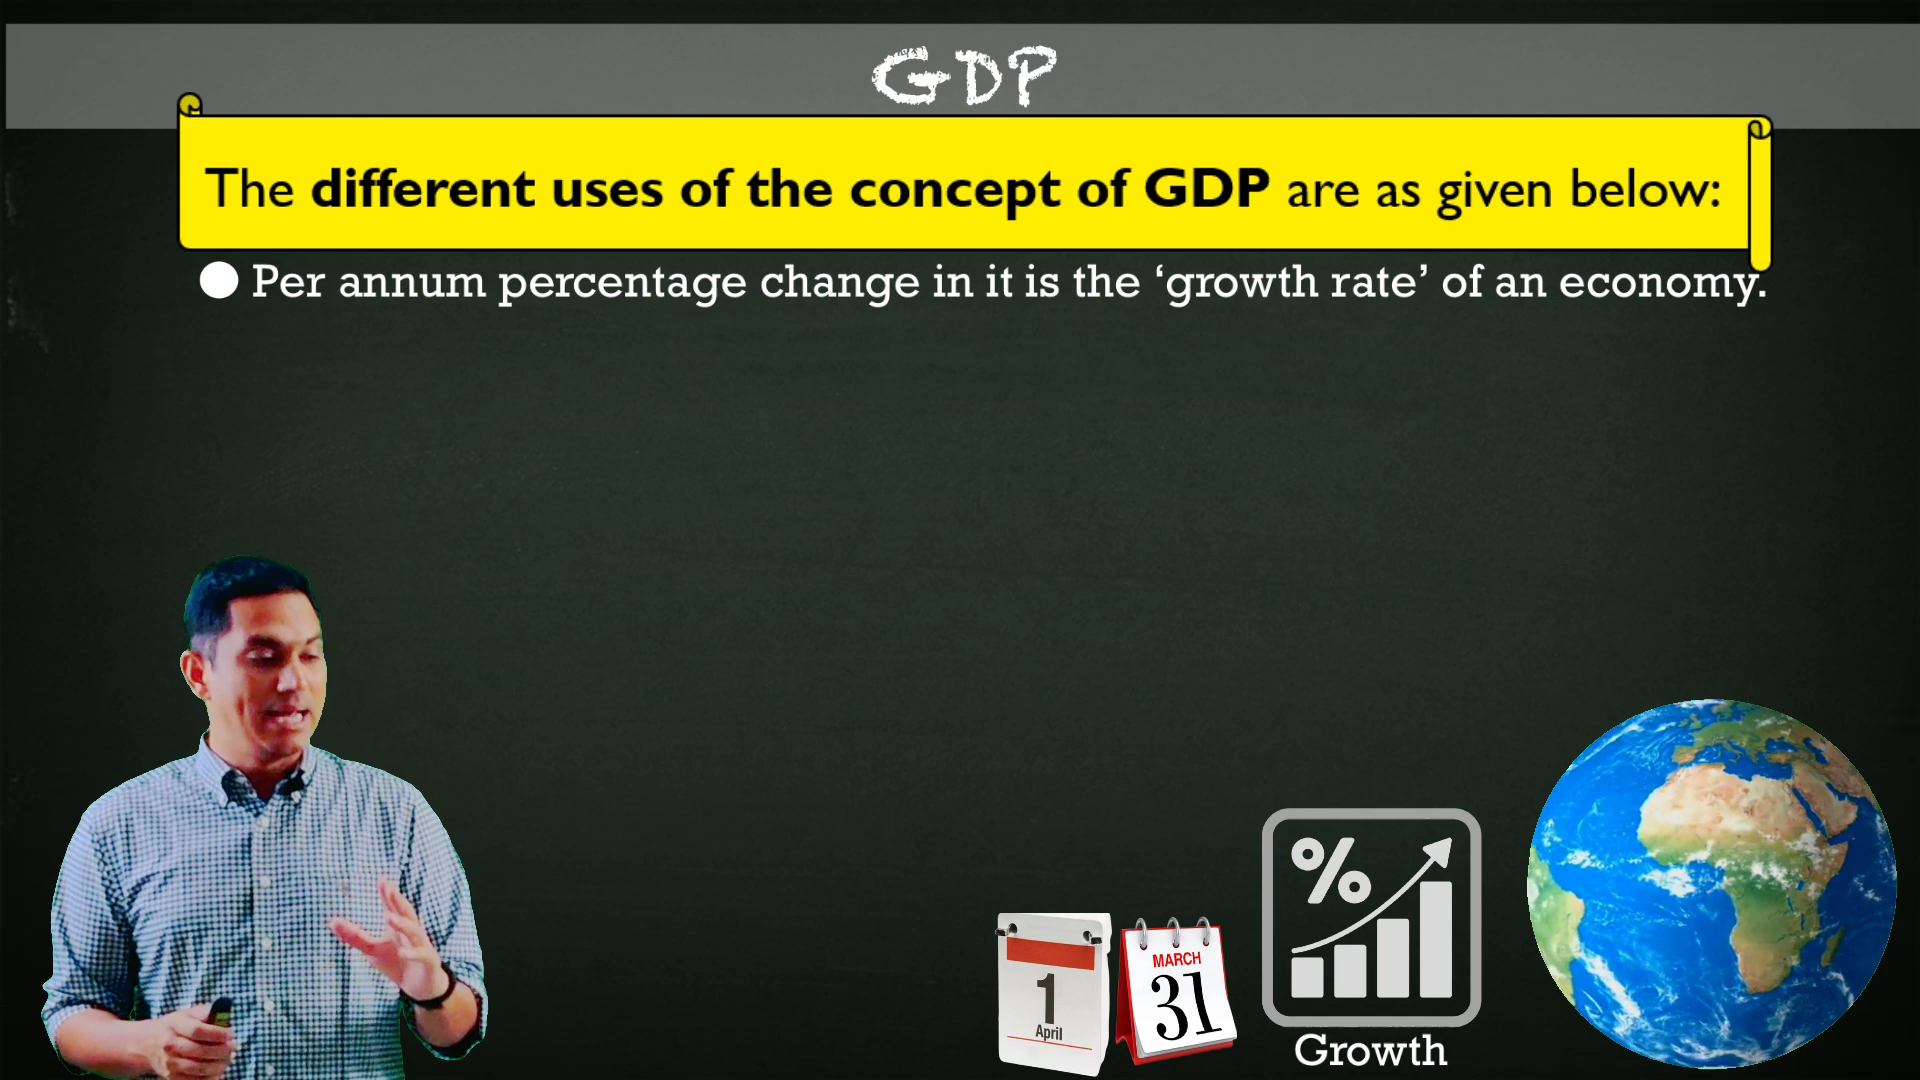 GDP
The different uses of the concept of GDP are as given below:
Per annum percentage change in it is the ‘growth rate’ of an economy.
%
1
April
MARCH
31
Growth